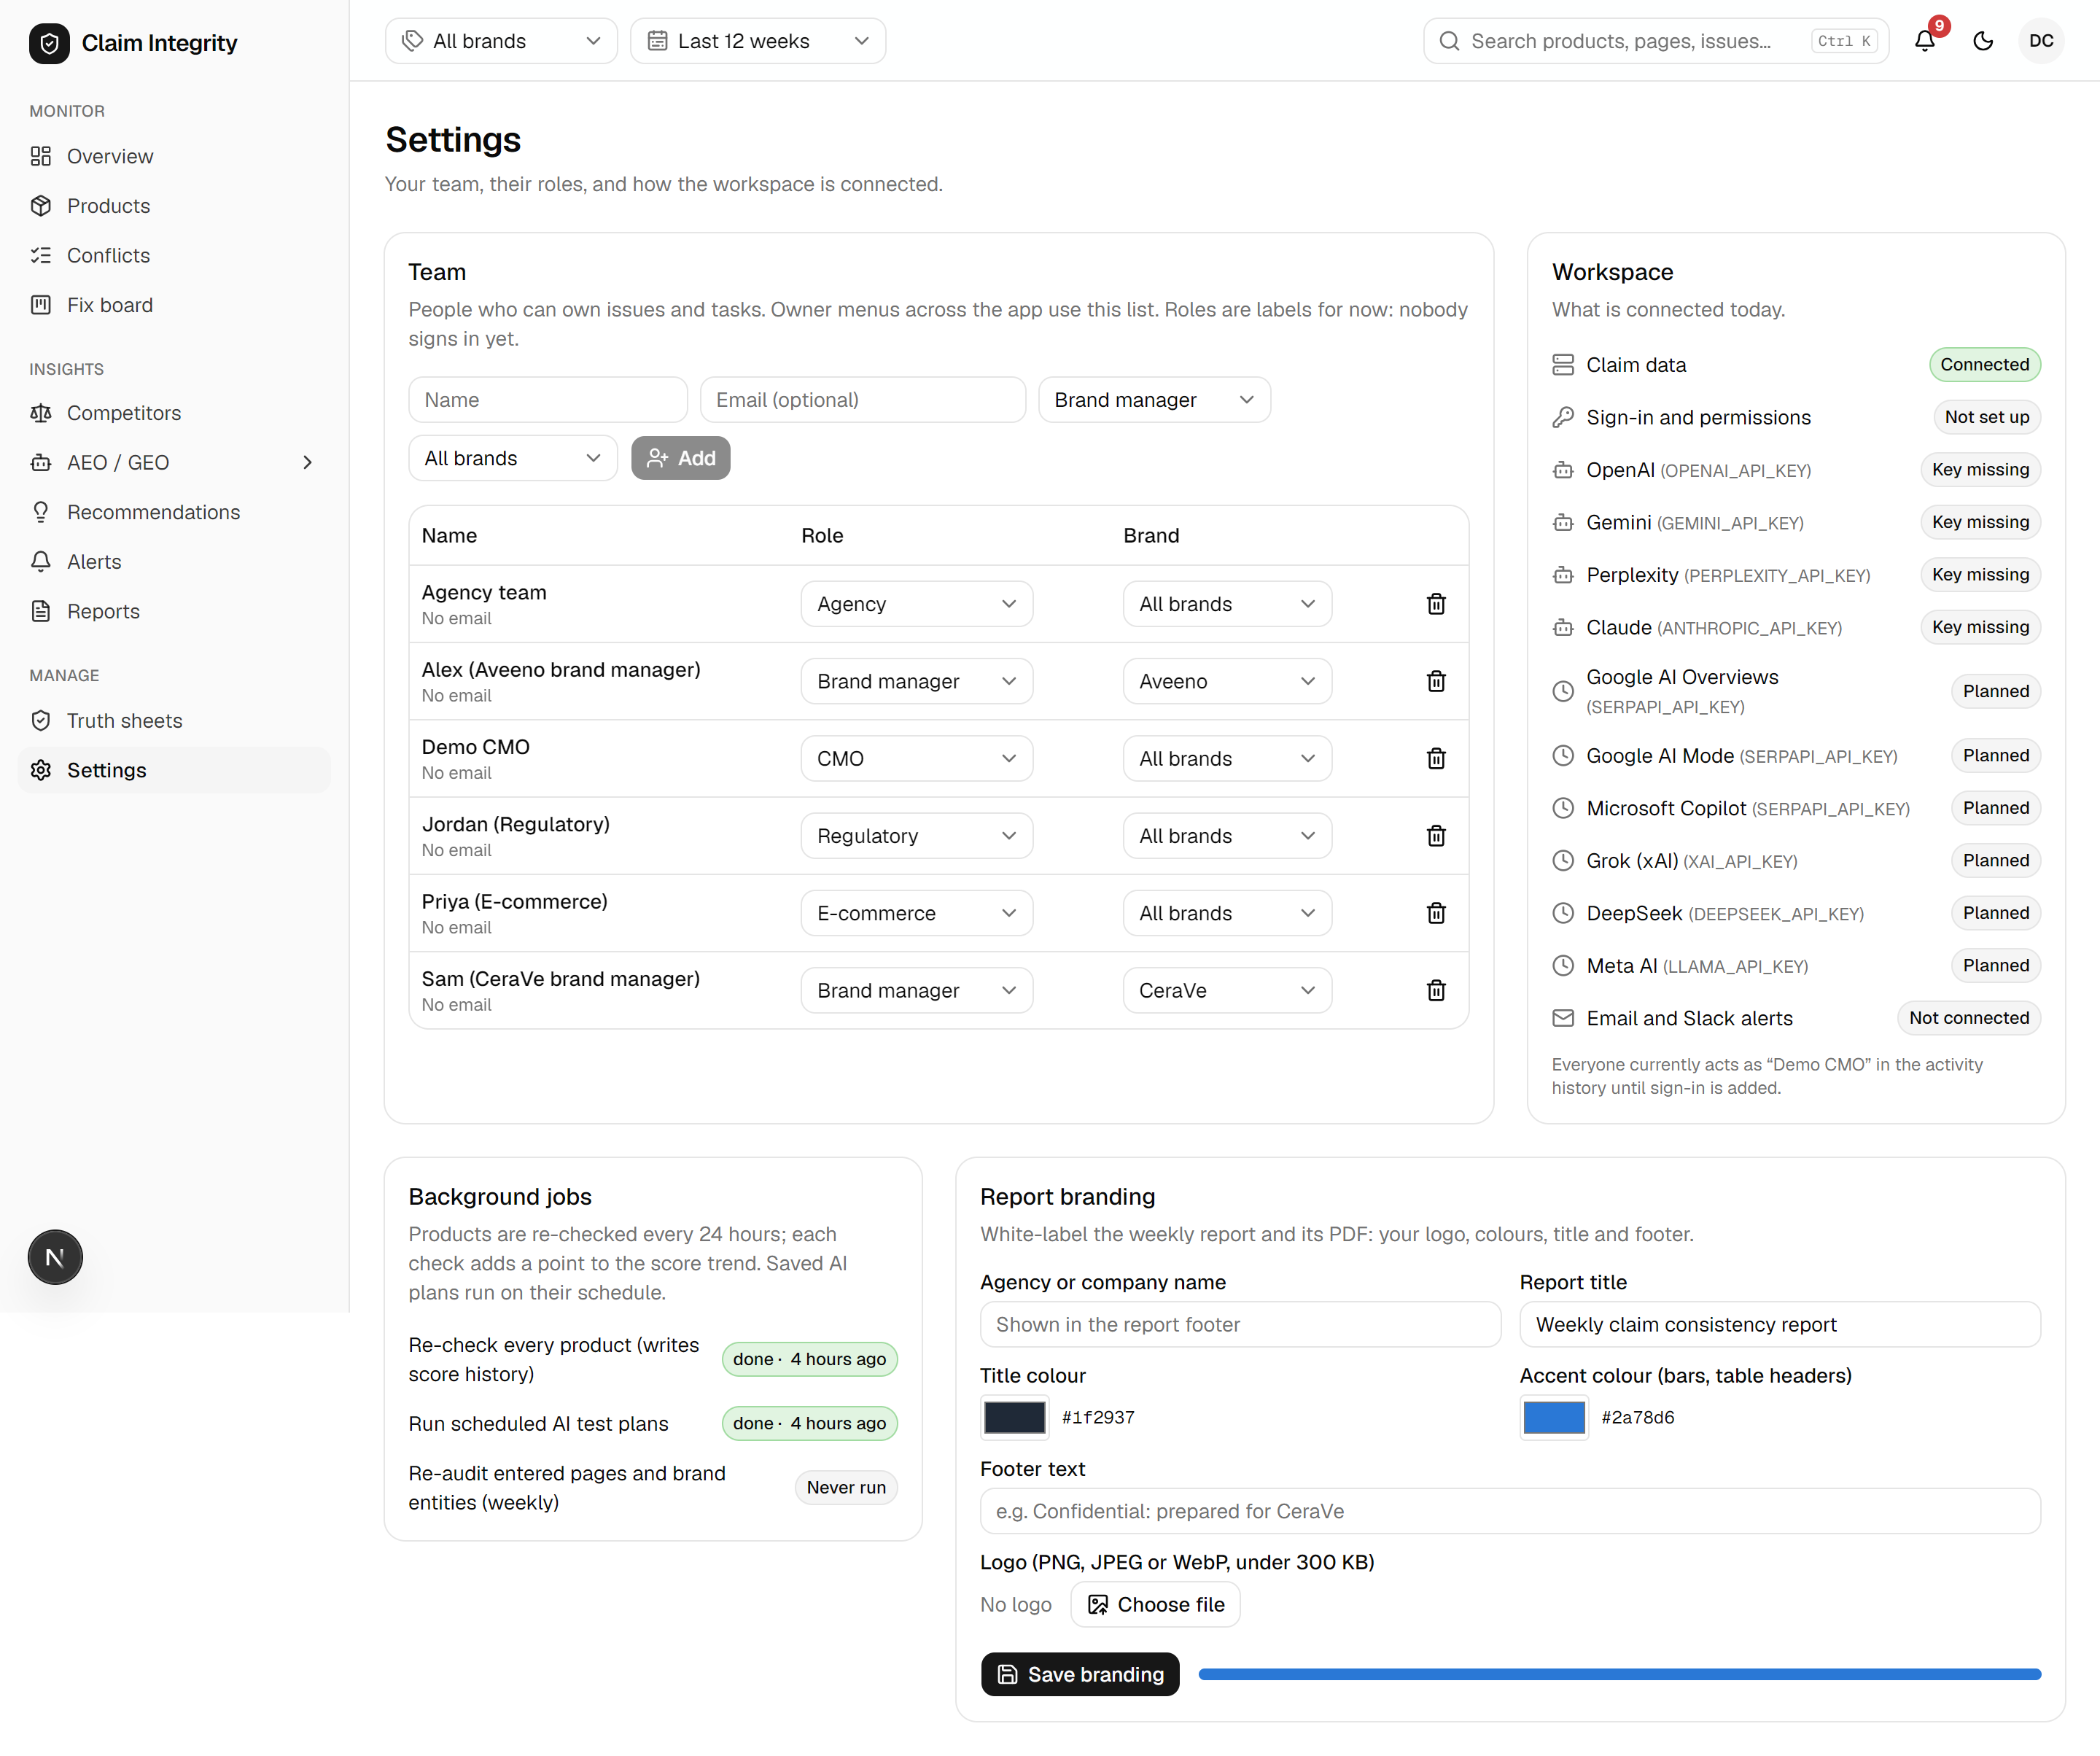 Claim Integrity
All brands
Last 12 weeks
Search products, pages, issues...
Ctrl K
9
DC
MONITOR
Overview
Products
Conflicts
Fix board
INSIGHTS
Competitors
AEO / GEO
Recommendations
Alerts
Reports
MANAGE
Truth sheets
Settings
N
Settings
Your team, their roles, and how the workspace is connected.
Team
People who can own issues and tasks. Owner menus across the app use this list. Roles are labels for now: nobody
signs in yet.
Name
Email (optional)
Brand manager
All brands
Add
Name Role Brand
Agency team
No email
Agency
All brands
Alex (Aveeno brand manager)
No email
Brand manager
Aveeno
Demo CMO
No email
CMO
All brands
Jordan (Regulatory)
No email
Regulatory
All brands
Priya (E-commerce)
No email
E-commerce
All brands
Sam (CeraVe brand manager)
No email
Brand manager
CeraVe
Workspace
What is connected today.
Claim data Connected
Sign-in and permissions Not set up
OpenAI (OPENAI_API_KEY) Key missing
Gemini (GEMINI_API_KEY) Key missing
Perplexity (PERPLEXITY_API_KEY) Key missing
Claude (ANTHROPIC_API_KEY) Key missing
Google AI Overviews
(SERPAPI_API_KEY)
Planned
Google AI Mode (SERPAPI_API_KEY) Planned
Microsoft Copilot (SERPAPI_API_KEY) Planned
Grok (xAI) (XAI_API_KEY) Planned
DeepSeek (DEEPSEEK_API_KEY) Planned
Meta AI (LLAMA_API_KEY) Planned
Email and Slack alerts Not connected
Everyone currently acts as “Demo CMO” in the activity
history until sign-in is added.
Background jobs
Products are re-checked every 24 hours; each
check adds a point to the score trend. Saved AI
plans run on their schedule.
Re-check every product (writes
score history)
done · 4 hours ago
Run scheduled AI test plans done · 4 hours ago
Re-audit entered pages and brand
entities (weekly)
Never run
Report branding
White-label the weekly report and its PDF: your logo, colours, title and footer.
Agency or company name
Shown in the report footer
Report title
Weekly claim consistency report
Title colour
#1f2937
Accent colour (bars, table headers)
#2a78d6
Footer text
e.g. Confidential: prepared for CeraVe
Logo (PNG, JPEG or WebP, under 300 KB)
No logo
Choose file
Save branding